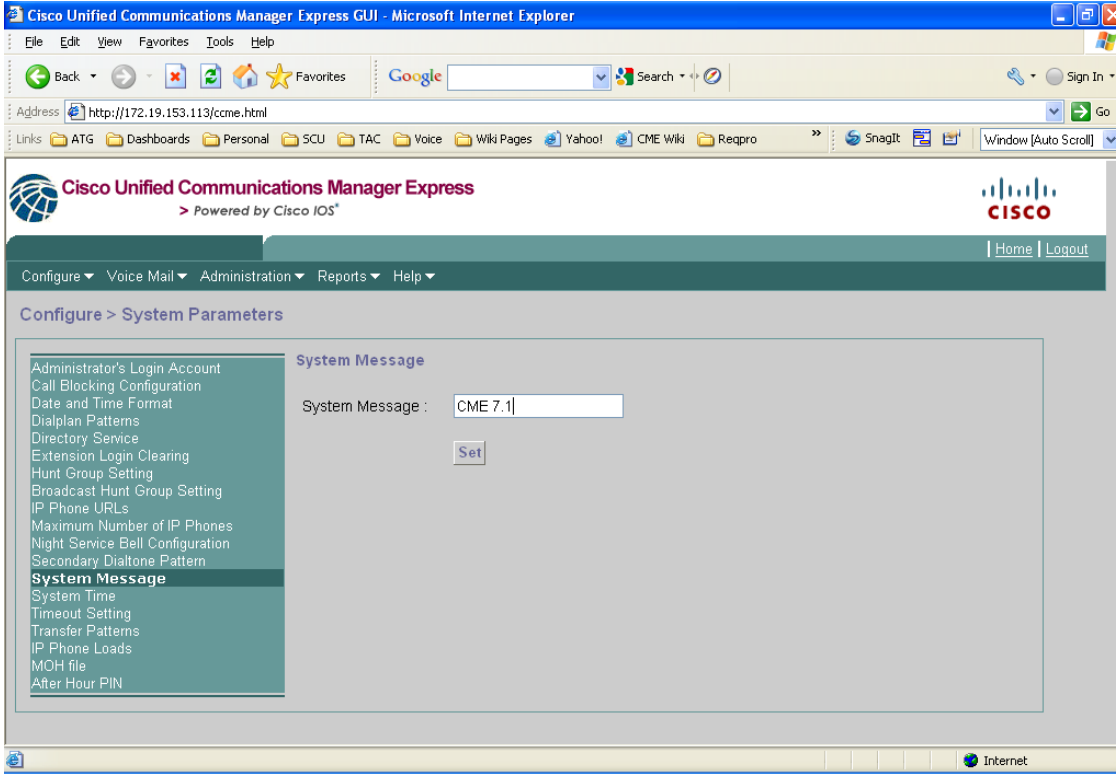 Cisco Unified Communications Manager Express GUI - Microsoft Internet Explorer
File Edit View Favorites Tools Help
Back Favorites Google Search Sign In
Address http://172.19.153.113/ccme.html Go
Links ATG Dashboards Personal SCU TAC Voice Wiki Pages Yahoo! CME Wiki Reqpro » SnagIt Window [Auto Scroll]
Cisco Unified Communications Manager Express
> Powered by Cisco IOS®
CISCO
Home | Logout
Configure Voice Mail Administration Reports Help
Configure > System Parameters
Administrator's Login Account
Call Blocking Configuration
Date and Time Format
Dialplan Patterns
Directory Service
Extension Login Clearing
Hunt Group Setting
Broadcast Hunt Group Setting
IP Phone URLs
Maximum Number of IP Phones
Night Service Bell Configuration
Secondary Dialtone Pattern
System Message
System Time
Timeout Setting
Transfer Patterns
IP Phone Loads
MOH file
After Hour PIN
System Message
System Message : CME 7.1
Set
Internet